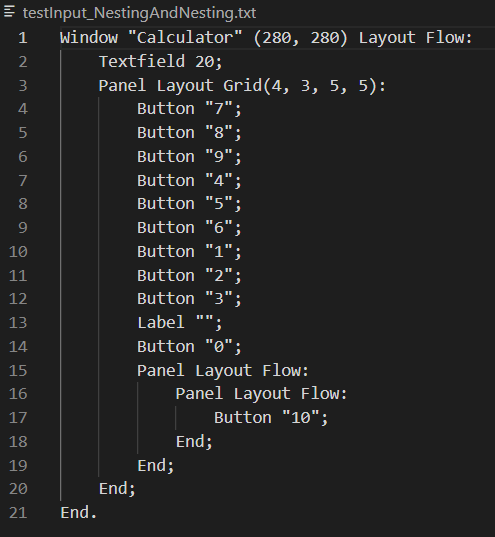 testInput_NestingAndNesting.txt
1 Window "Calculator" (280, 280) Layout Flow:
2 Textfield 20;
3 Panel Layout Grid(4, 3, 5, 5):
4 Button "7";
5 Button "8";
6 Button "9";
7 Button "4";
8 Button "5";
9 Button "6";
10 Button "1";
11 Button "2";
12 Button "3";
13 Label "";
14 Button "0";
15 Panel Layout Flow:
16 Panel Layout Flow:
17 Button "10";
18 End;
19 End;
20 End;
21 End.